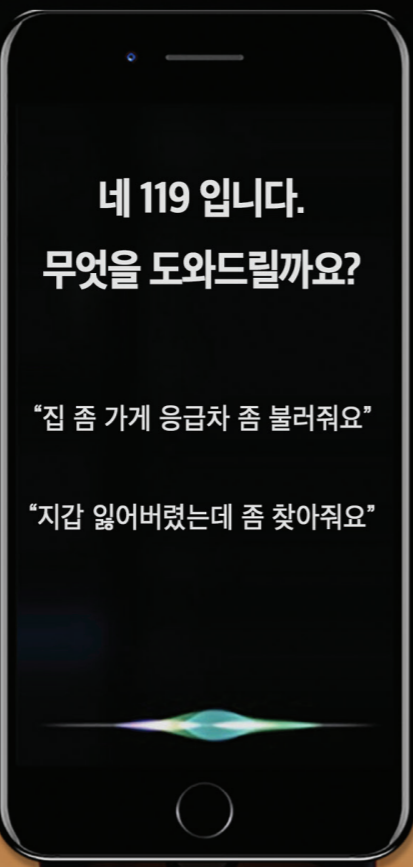 네 119 입니다.
무엇을 도와드릴까요?
“집 좀 가게 응급차 좀 불러줘요”
“지갑 잃어버렸는데 좀 찾아줘요”